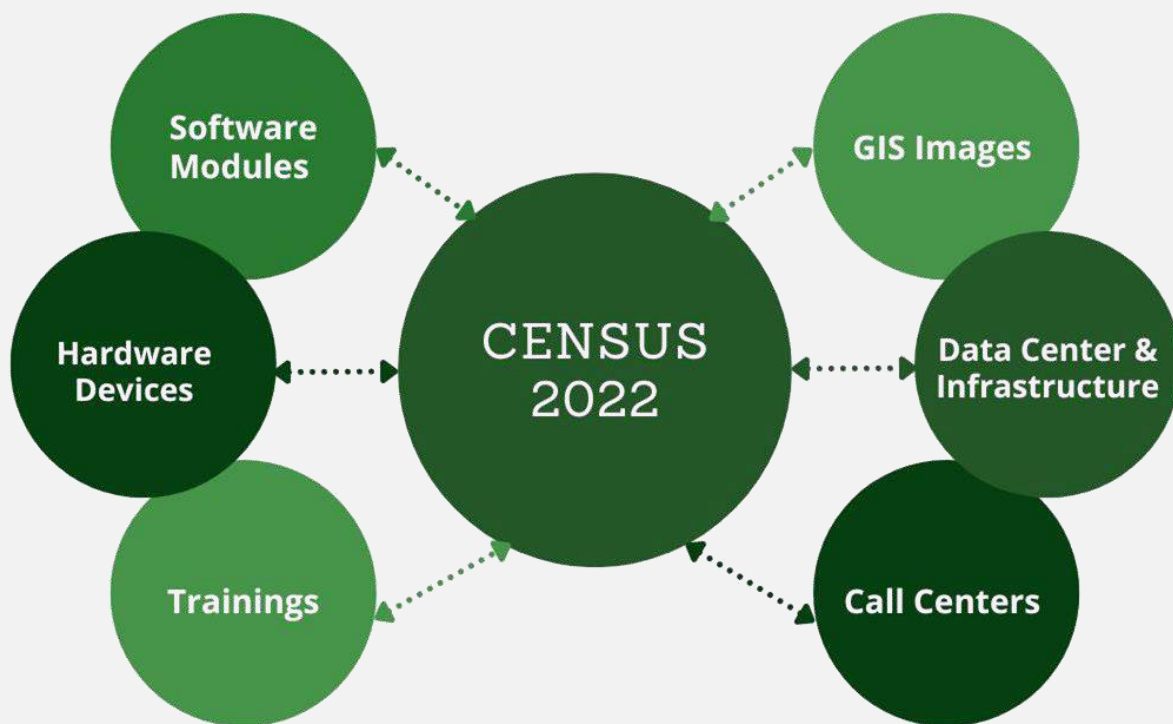 Software
Modules
GIS Images
Hardware
Devices
CENSUS
2022
Data Center &
Infrastructure
Trainings
Call Centers